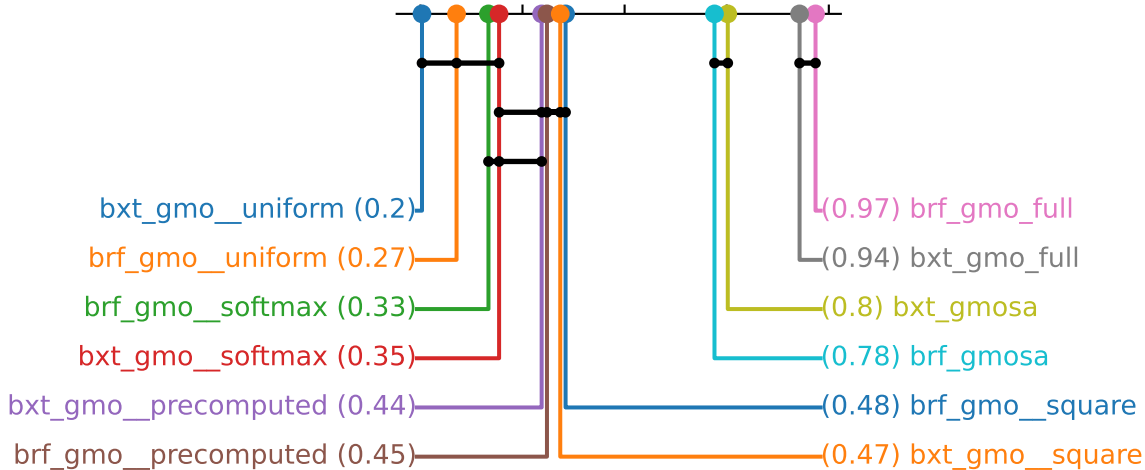 bxt_gmo__uniform (0.2)
(0.97) brf_gmo_full
brf_gmo__uniform (0.27)
(0.94) bxt_gmo_full
brf_gmo__softmax (0.33)
(0.8) bxt_gmosa
bxt_gmo__softmax (0.35)
(0.78) brf_gmosa
bxt_gmo__precomputed (0.44)
(0.48) brf_gmo__square
brf_gmo__precomputed (0.45)
(0.47) bxt_gmo__square